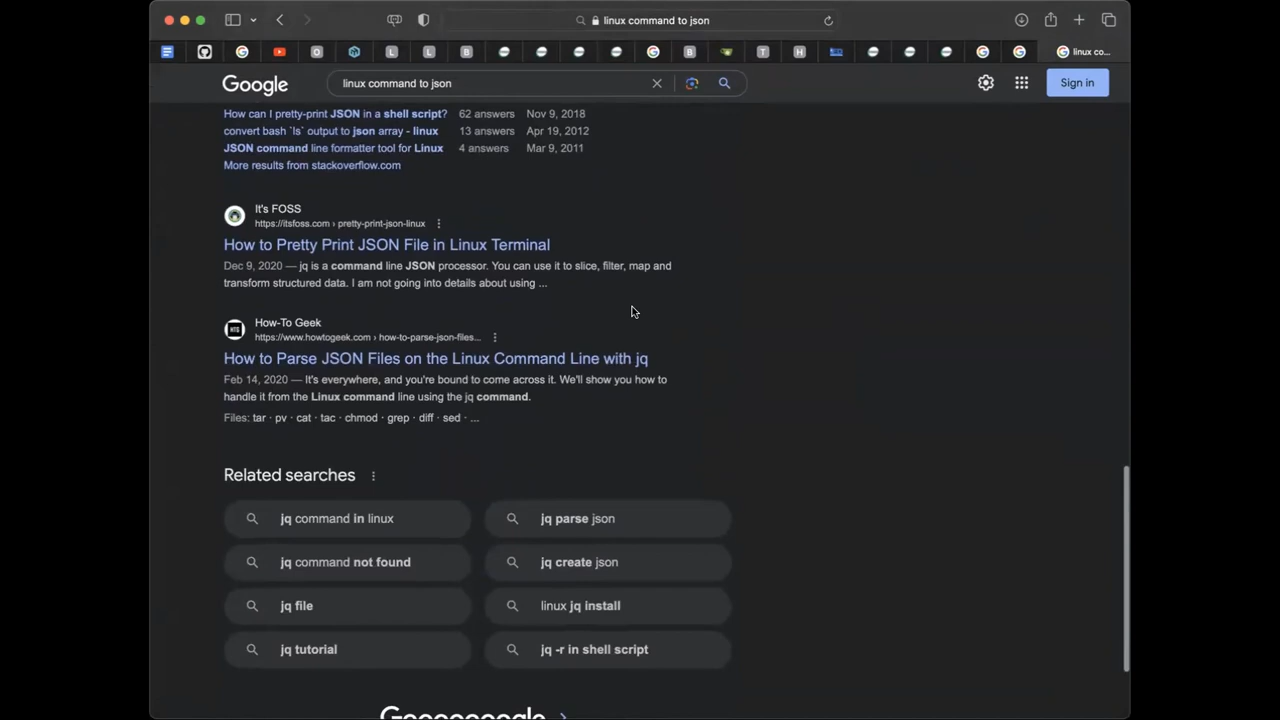 linux command to json
linux co...
Google
linux command to json
Sign in
How can I pretty-print JSON in a shell script? 62 answers Nov 9, 2018
convert bash `ls` output to json array - linux 13 answers Apr 19, 2012
JSON command line formatter tool for Linux 4 answers Mar 9, 2011
More results from stackoverflow.com
It's FOSS
https://itsfoss.com › pretty-print-json-linux
How to Pretty Print JSON File in Linux Terminal
Dec 9, 2020 — jq is a command line JSON processor. You can use it to slice, filter, map and
transform structured data. I am not going into details about using ...
How-To Geek
HTG
https://www.howtogeek.com › how-to-parse-json-files...
How to Parse JSON Files on the Linux Command Line with jq
Feb 14, 2020 — It's everywhere, and you're bound to come across it. We'll show you how to
handle it from the Linux command line using the jq command.
Files: tar · pv · cat · tac · chmod · grep · diff · sed · ...
Related searches
jq command in linux
jq parse json
jq command not found
jq create json
jq file
linux jq install
jq tutorial
jq -r in shell script
Goooooogle